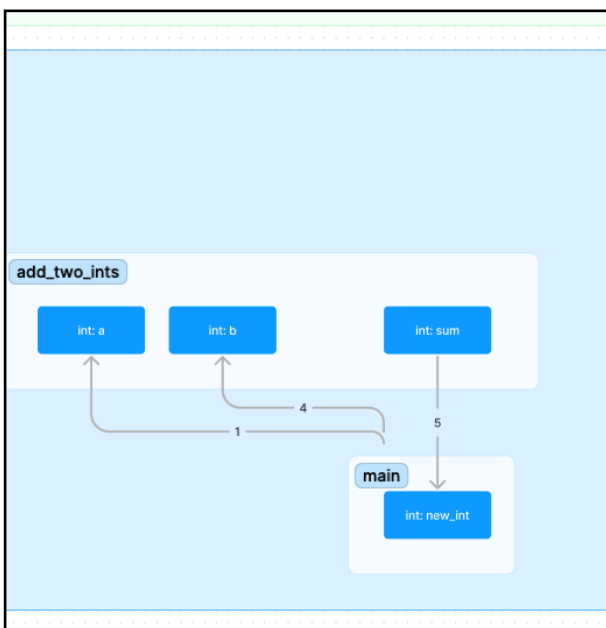 add_two_ints
int: a
int: b
int: sum
4
5
1
main
int: new_int